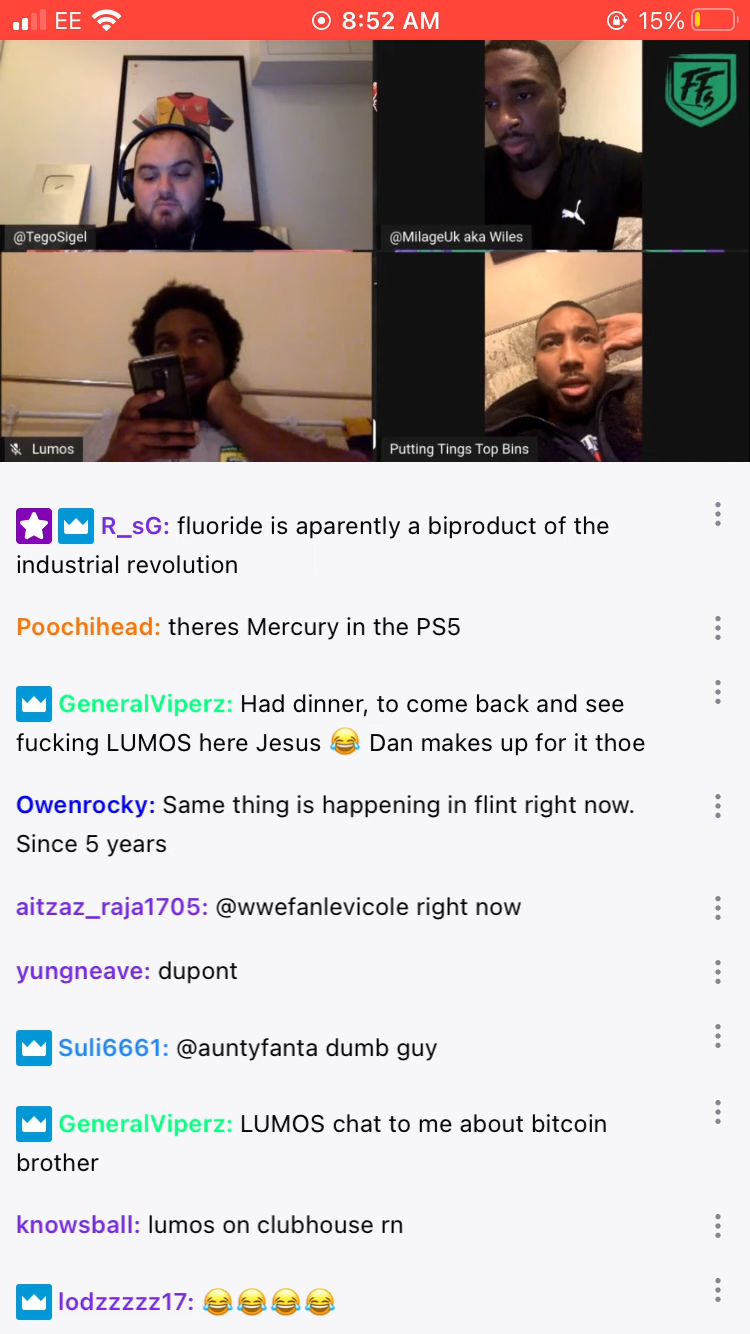 EE 8:52 AM 15%
FFs
@TegoSigel
@MilageUk aka Wiles
Lumos
Putting Tings Top Bins
R_sG: fluoride is aparently a biproduct of the
industrial revolution
Poochihead: theres Mercury in the PS5
GeneralViperz: Had dinner, to come back and see
fucking LUMOS here Jesus 😂 Dan makes up for it thoe
Owenrocky: Same thing is happening in flint right now.
Since 5 years
aitzaz_raja1705: @wwefanlevicole right now
yungneave: dupont
Suli6661: @auntyfanta dumb guy
GeneralViperz: LUMOS chat to me about bitcoin
brother
knowsball: lumos on clubhouse rn
lodzzzzz17: 😂😂😂😂